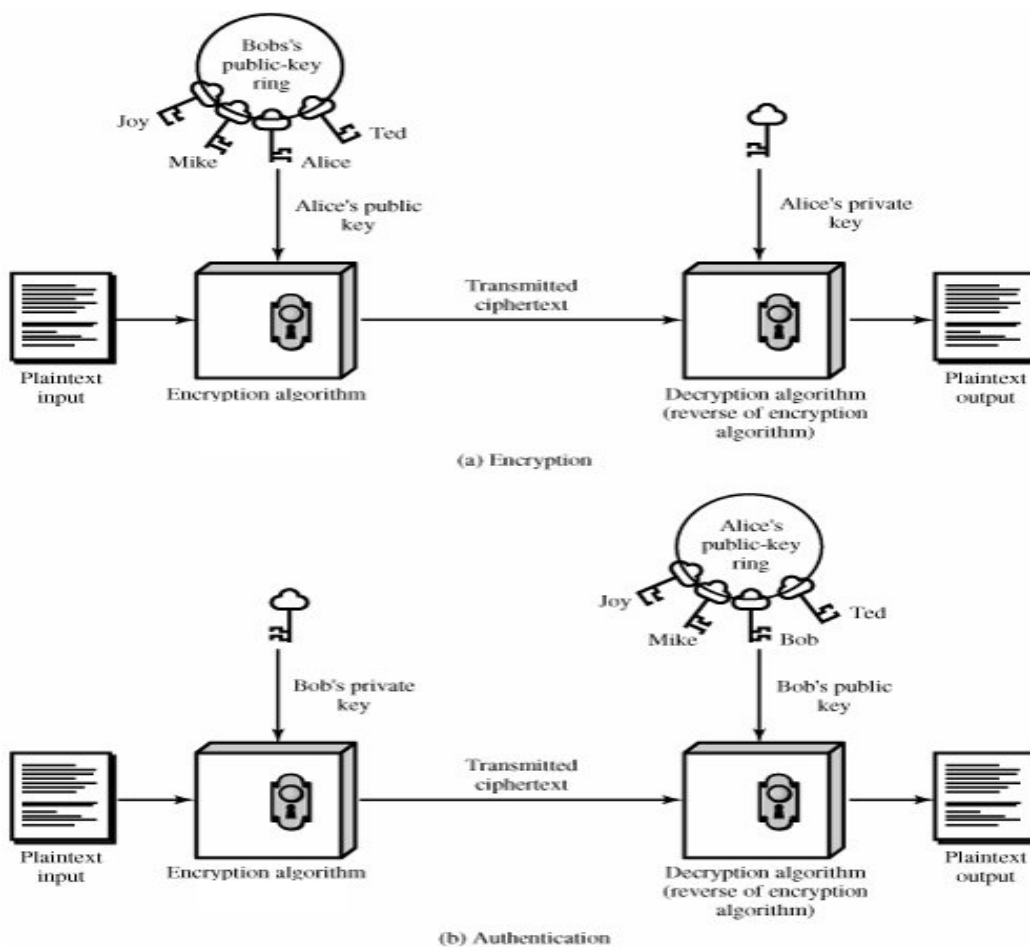 Bobs's
public-key
ring
Joy
Ted
Mike
Alice
Alice's public
key
Alice's private
key
Transmitted
ciphertext
Plaintext
input
Encryption algorithm
Decryption algorithm
(reverse of encryption
algorithm)
Plaintext
output
(a) Encryption
Alice's
public-key
ring
Joy
Ted
Mike
Bob
Bob's private
key
Bob's public
key
Transmitted
ciphertext
Plaintext
input
Encryption algorithm
Decryption algorithm
(reverse of encryption
algorithm)
Plaintext
output
(b) Authentication